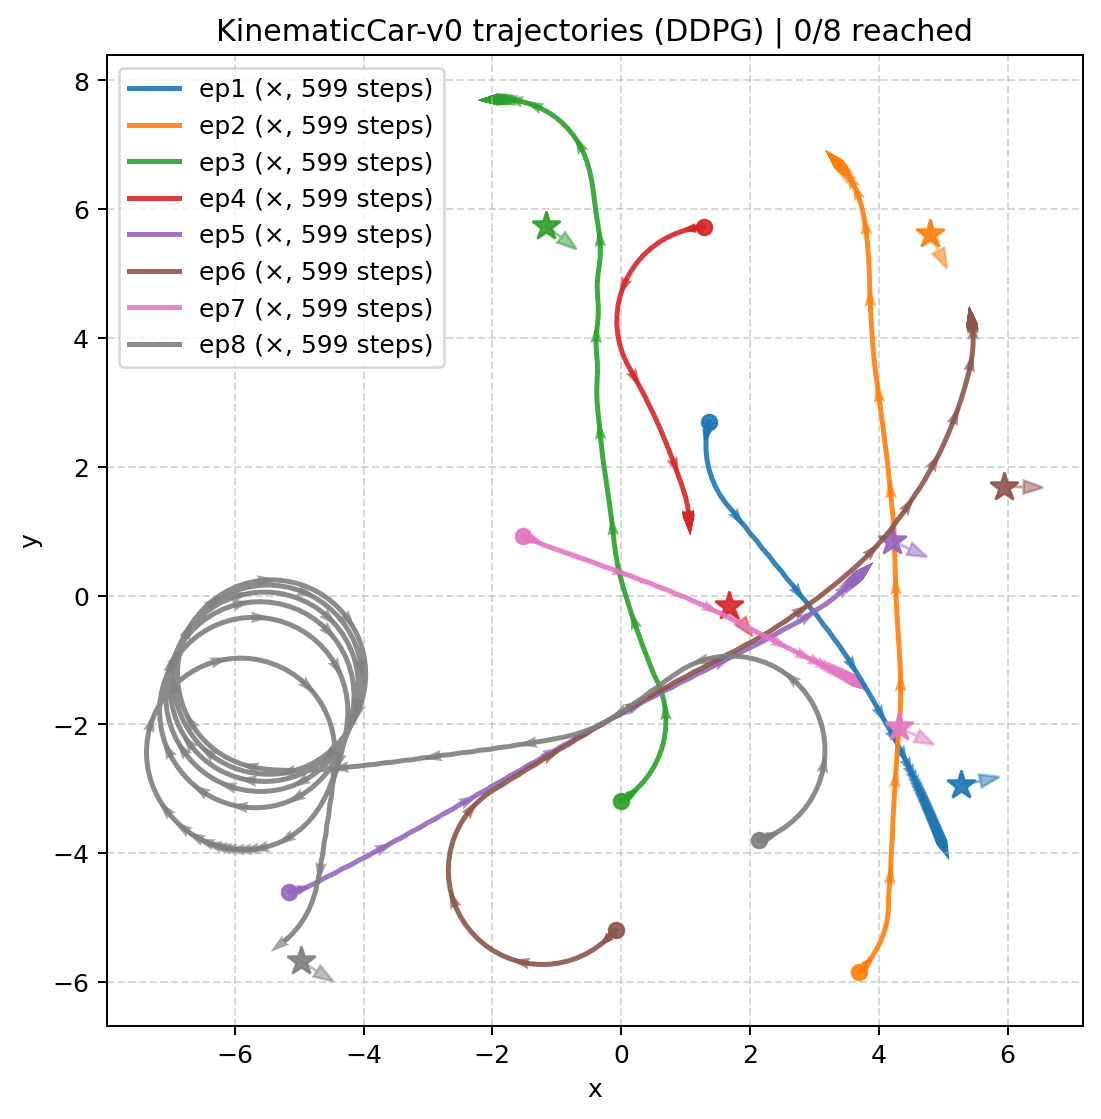 KinematicCar-v0 trajectories (DDPG) | 0/8 reached
8
6
4
2
0
−2
−4
−6
y
ep1 (×, 599 steps)
ep2 (×, 599 steps)
ep3 (×, 599 steps)
ep4 (×, 599 steps)
ep5 (×, 599 steps)
ep6 (×, 599 steps)
ep7 (×, 599 steps)
ep8 (×, 599 steps)
−6 −4 −2 0 2 4 6
x